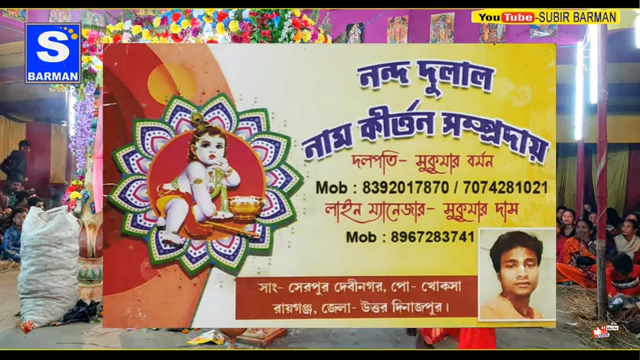 YouTube-SUBIR BARMAN
S
BARMAN
নন্দ দুলাল
নাম কীর্ত্তন সম্প্রদায়
দলপতি- সুকুমার বর্মন
Mob : 8392017870 / 7074281021
লাইন ম্যানেজার- সুকুমার দাস
Mob : 8967283741
সাং- সেরপুর দেবীনগর, পো- খোকসা
রায়গঞ্জ, জেলা- উত্তর দিনাজপুর।